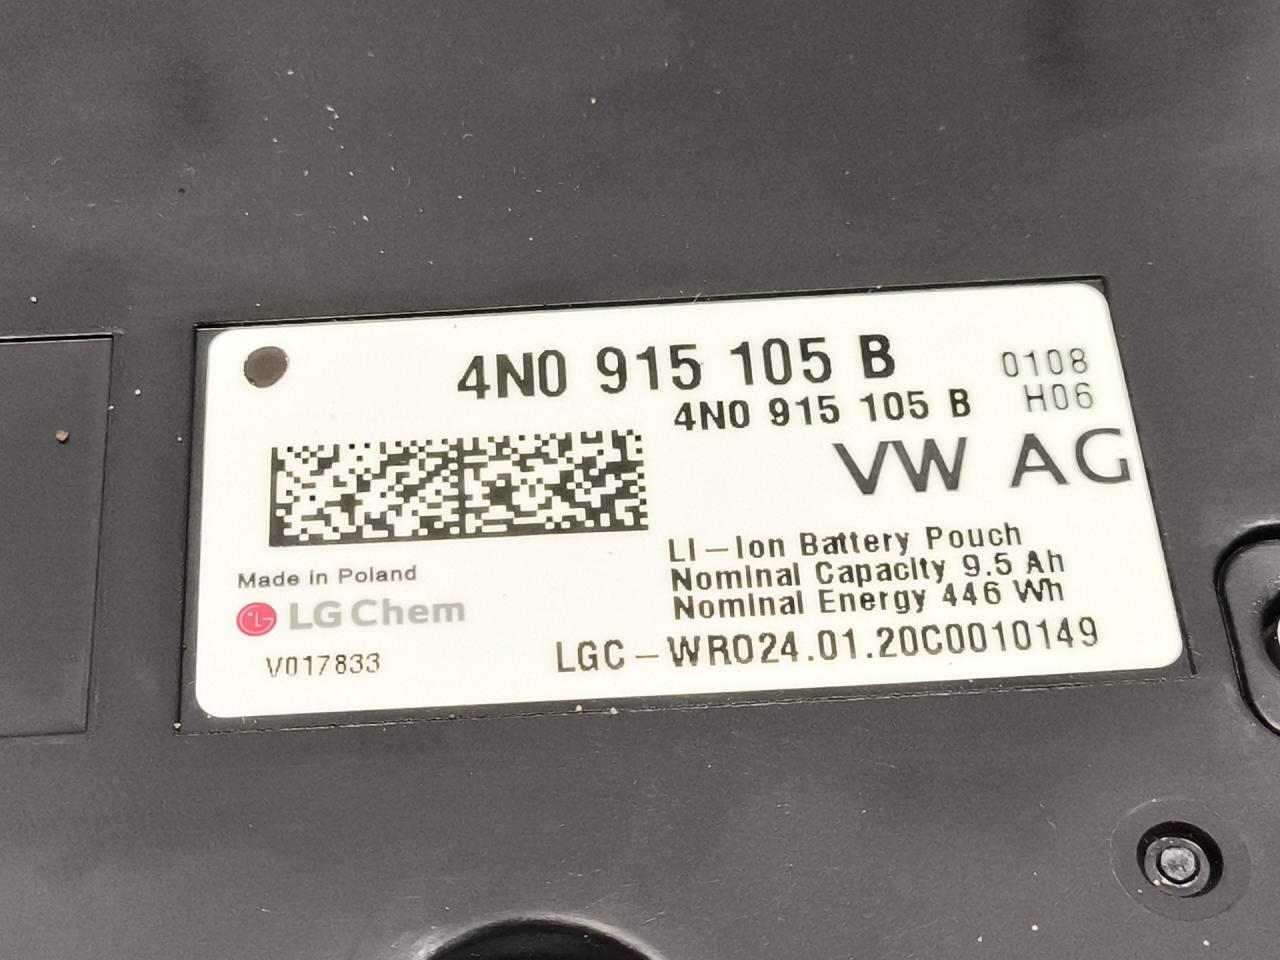 4N0 915 105 B
0108
4N0 915 105 B
H06
VW AG
LI-Ion Battery Pouch
Nominal Capacity 9.5 Ah
Nominal Energy 446 Wh
Made in Poland
LG LG Chem
V017833
LGC-WR024.01.20C0010149